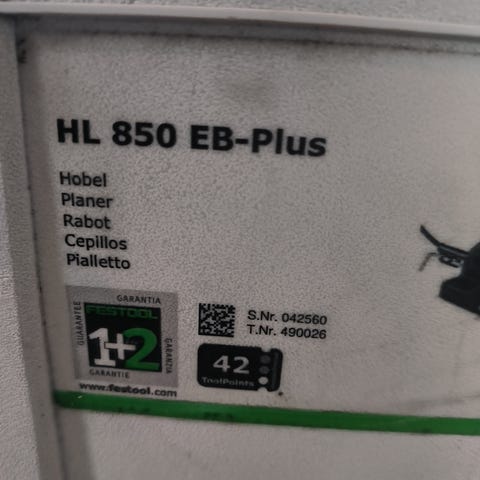 HL 850 EB-Plus
Hobel
Planer
Rabot
Cepillos
Pialletto
GARANTIA
GUARANTEE
FESTOOL
1+2
GARANZIA
GARANTIE
www.festool.com
S.Nr. 042560
T.Nr. 490026
42
ToolPoints